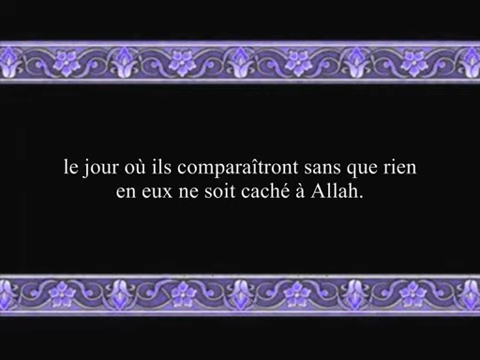 le jour où ils comparaîtront sans que rien
en eux ne soit caché à Allah.